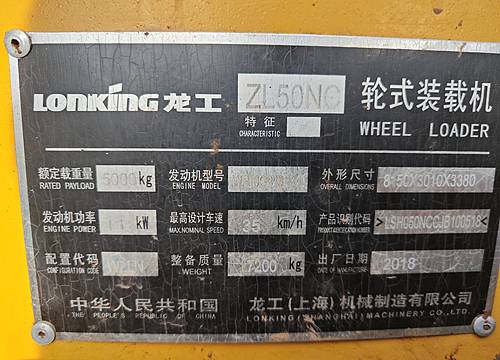 LONKING 龙工 ZL50NC 轮式装载机
特征
CHARACTERISTIC WHEEL LOADER
额定载重量 5000kg 发动机型号 外形尺寸
RATED PAYLOAD ENGINE MODEL OVERALL DIMENSIONS
发动机功率 kW 最高设计车速 35 km/h 产品识别代码
ENGINE POWER MAX.NOMINAL SPEED PRODUCT IDENTIFICATION NUMBER
配置代码 整备质量 17200 kg 出厂日期 2018
CONFIGURATION CODE WEIGHT DATE OF MANUFACTURE
中华人民共和国 龙工(上海)机械制造有限公司
THE PEOPLE'S REPUBLIC OF CHINA LONKING(SHANGHAI)MACHINERY CO.,LTD.